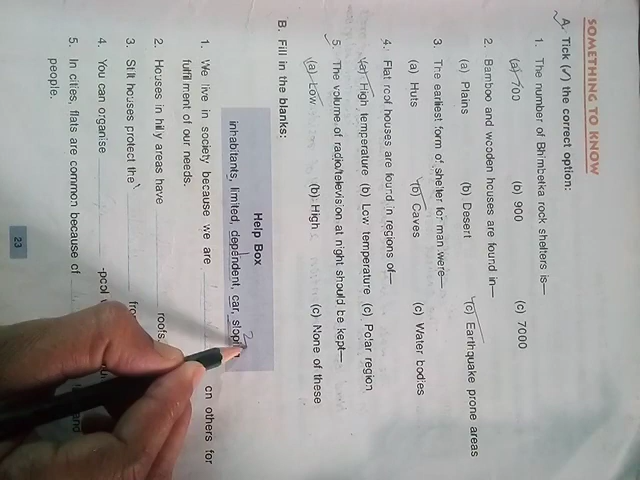 SOMETHING TO KNOW
A. Tick (✓) the correct option:
1. The number of Bhimbetka rock shelters is—
(a) 700 (b) 900 (c) 7000
2. Bamboo and wooden houses are found in—
(a) Plains (b) Desert (c) Earthquake prone areas
3. The earliest form of shelter for man were—
(a) Huts (b) Caves (c) Water bodies
4. Flat roof houses are found in regions of—
(a) High temperature (b) Low temperature (c) Polar region
5. The volume of radio/television at night should be kept—
(a) Low (b) High (c) None of these
B. Fill in the blanks:
Help Box
inhabitants, limited, dependent, car,
2
1. We live in society because we are on others for
fulfillment of our needs.
2. Houses in hilly areas have roofs.
3. Still houses protect the
4. You can organise -pool
5. In cities, flats are common because of
people.
23